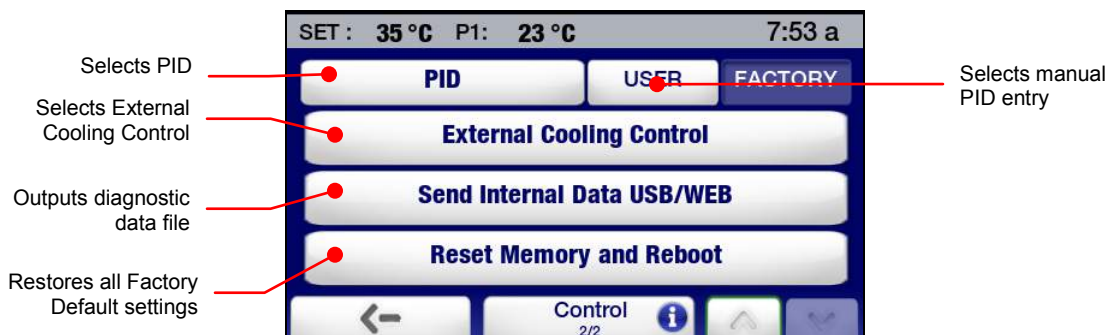 SET : 35 °C P1: 23 °C 7:53 a
Selects PID
PID USER FACTORY
Selects manual
PID entry
Selects External
Cooling Control
External Cooling Control
Outputs diagnostic
data file
Send Internal Data USB/WEB
Reset Memory and Reboot
Restores all Factory
Default settings
Control
2/2